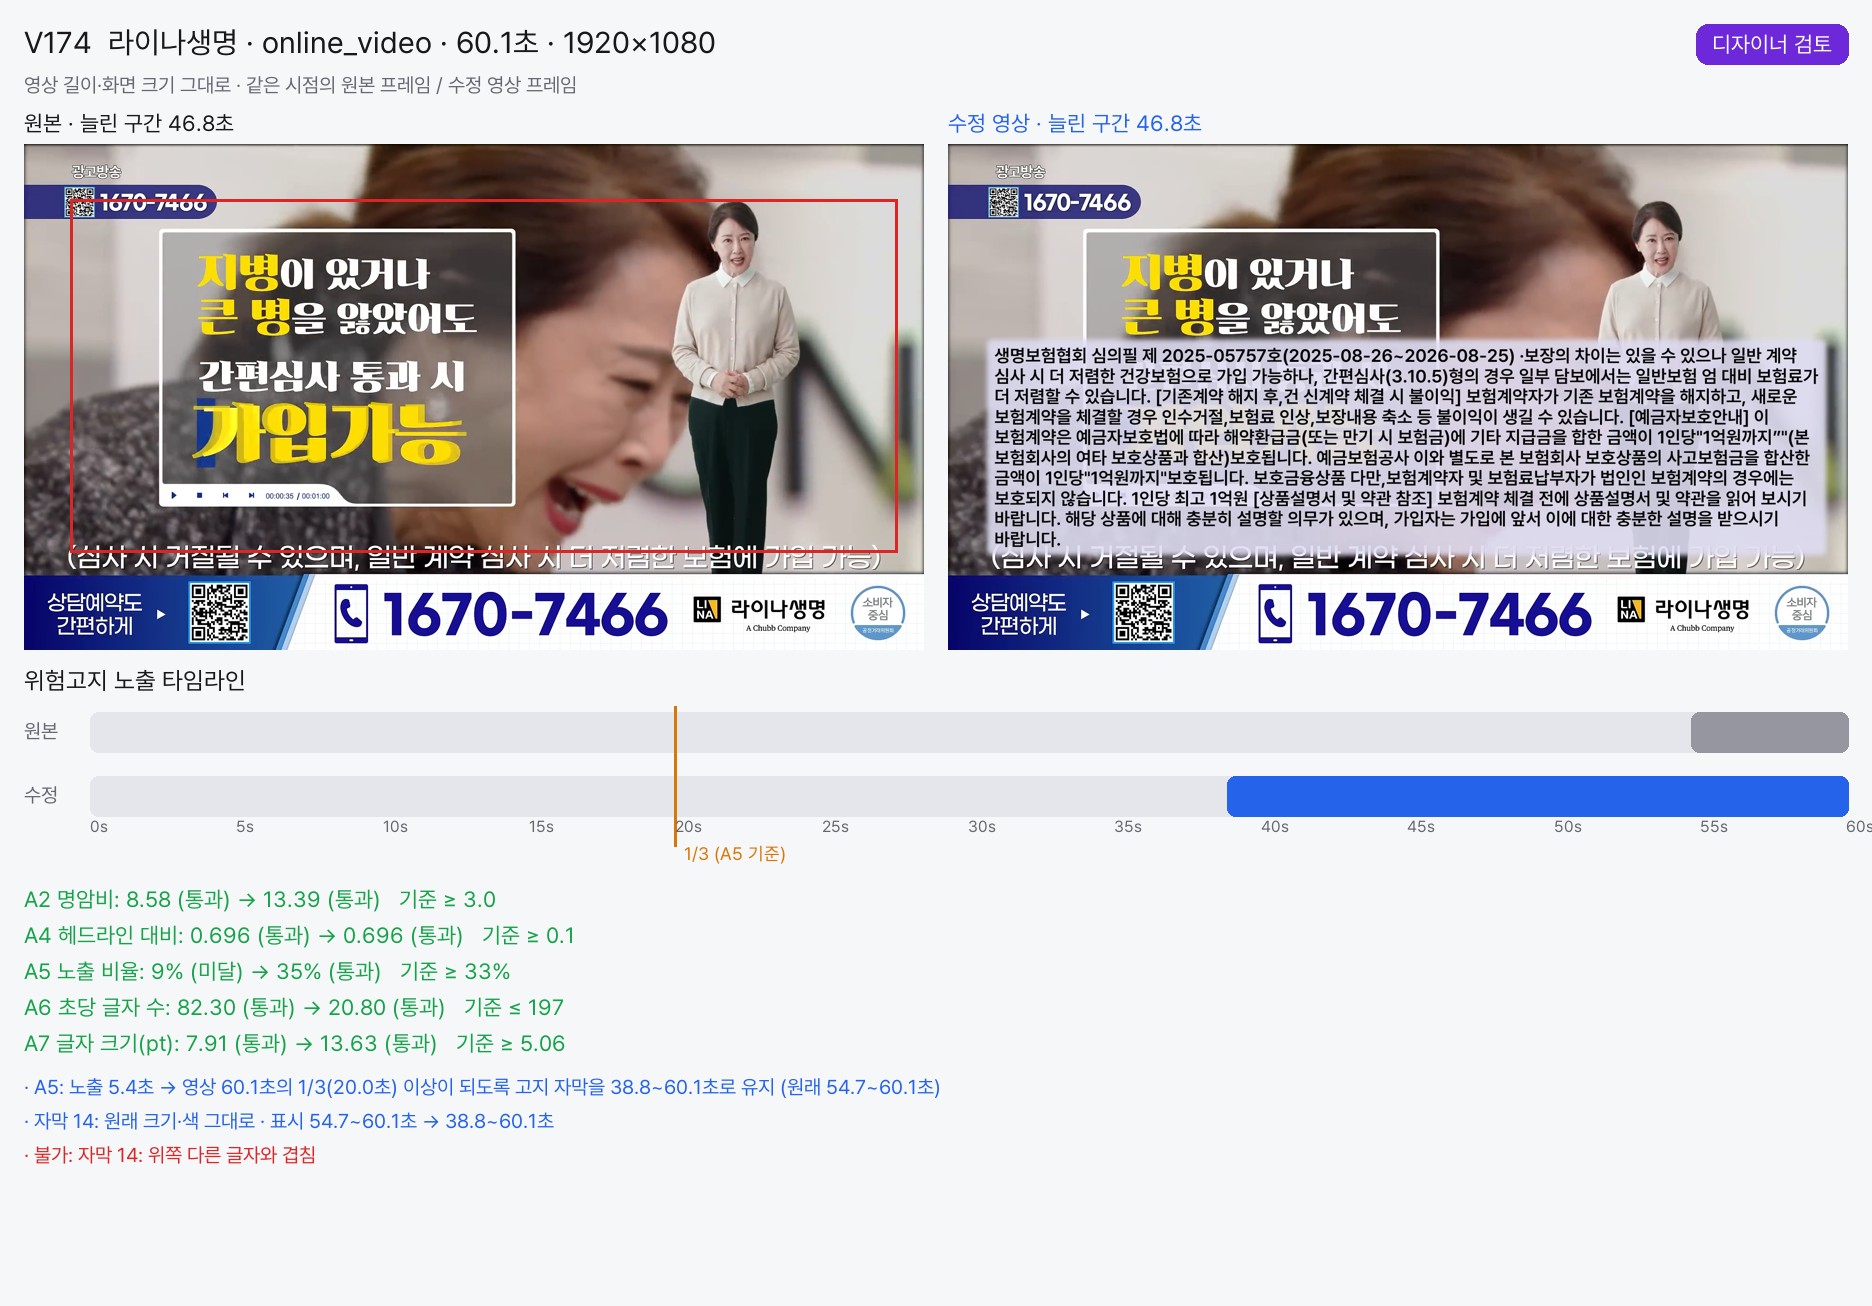 V174 라이나생명 · online_video · 60.1초 · 1920×1080
디자이너 검토
영상 길이·화면 크기 그대로 · 같은 시점의 원본 프레임 / 수정 영상 프레임
원본 · 늘린 구간 46.8초
광고방송
1670-7466
지병이 있거나
큰 병을 앓았어도
간편심사 통과 시
가입가능
00:00:35 / 00:01:00
(심사 시 거절될 수 있으며, 일반 계약 심사 시 더 저렴한 보험에 가입 가능)
상담예약도
간편하게
1670-7466
LINA
라이나생명
A Chubb Company
소비자
중심
공정거래위원회
수정 영상 · 늘린 구간 46.8초
광고방송
1670-7466
지병이 있거나
큰 병을 앓았어도
생명보험협회 심의필 제 2025-05757호(2025-08-26~2026-08-25) ·보장의 차이는 있을 수 있으나 일반 계약
심사 시 더 저렴한 건강보험으로 가입 가능하나, 간편심사(3.10.5)형의 경우 일부 담보에서는 일반보험 엄 대비 보험료가
더 저렴할 수 있습니다. [기존계약 해지 후,건 신계약 체결 시 불이익] 보험계약자가 기존 보험계약을 해지하고, 새로운
보험계약을 체결할 경우 인수거절,보험료 인상,보장내용 축소 등 불이익이 생길 수 있습니다. [예금자보호안내] 이
보험계약은 예금자보호법에 따라 해약환급금(또는 만기 시 보험금)에 기타 지급금을 합한 금액이 1인당"1억원까지""(본
보험회사의 여타 보호상품과 합산)보호됩니다. 예금보험공사 이와 별도로 본 보험회사 보호상품의 사고보험금을 합산한
금액이 1인당"1억원까지"보호됩니다. 보호금융상품 다만,보험계약자 및 보험료납부자가 법인인 보험계약의 경우에는
보호되지 않습니다. 1인당 최고 1억원 [상품설명서 및 약관 참조] 보험계약 체결 전에 상품설명서 및 약관을 읽어 보시기
바랍니다. 해당 상품에 대해 충분히 설명할 의무가 있으며, 가입자는 가입에 앞서 이에 대한 충분한 설명을 받으시기
바랍니다.
(심사 시 거절될 수 있으며, 일반 계약 심사 시 더 저렴한 보험에 가입 가능)
상담예약도
간편하게
1670-7466
LINA
라이나생명
A Chubb Company
소비자
중심
공정거래위원회
위험고지 노출 타임라인
원본
수정
0s 5s 10s 15s 20s 25s 30s 35s 40s 45s 50s 55s 60s
1/3 (A5 기준)
A2 명암비: 8.58 (통과) → 13.39 (통과) 기준 ≥ 3.0
A4 헤드라인 대비: 0.696 (통과) → 0.696 (통과) 기준 ≥ 0.1
A5 노출 비율: 9% (미달) → 35% (통과) 기준 ≥ 33%
A6 초당 글자 수: 82.30 (통과) → 20.80 (통과) 기준 ≤ 197
A7 글자 크기(pt): 7.91 (통과) → 13.63 (통과) 기준 ≥ 5.06
· A5: 노출 5.4초 → 영상 60.1초의 1/3(20.0초) 이상이 되도록 고지 자막을 38.8~60.1초로 유지 (원래 54.7~60.1초)
· 자막 14: 원래 크기·색 그대로 · 표시 54.7~60.1초 → 38.8~60.1초
· 불가: 자막 14: 위쪽 다른 글자와 겹침